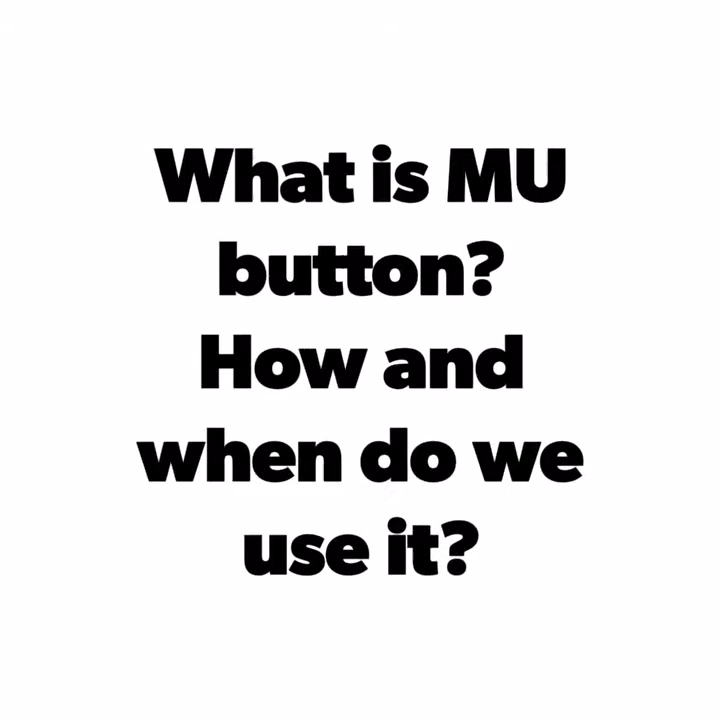 What is MU
button?
How and
when do we
use it?